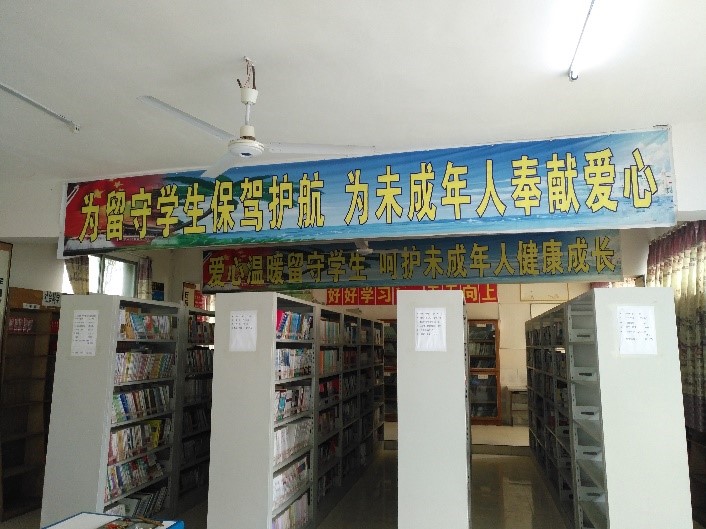 为留守学生保驾护航 为未成年人奉献爱心
爱心温暖留守学生 呵护未成年人健康成长
好好学习 天天向上